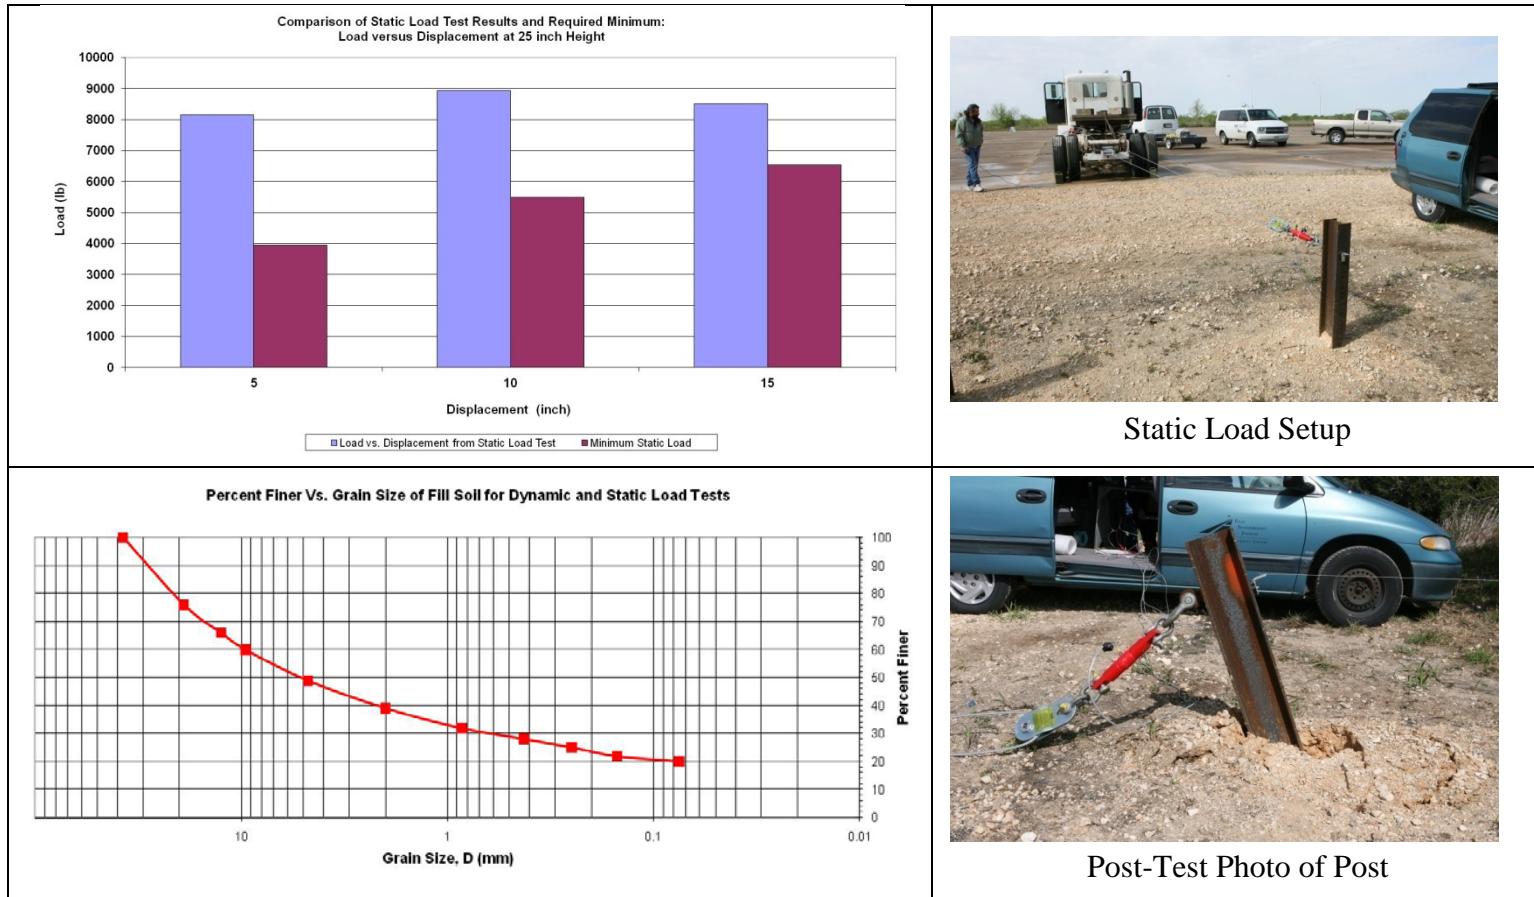 Comparison of Static Load Test Results and Required Minimum:
Load versus Displacement at 25 inch Height
10000
9000
8000
7000
6000
5000
4000
3000
2000
1000
0
Load (lb)
5 10 15
Displacement (inch)
Load vs. Displacement from Static Load Test Minimum Static Load
Static Load Setup
Percent Finer Vs. Grain Size of Fill Soil for Dynamic and Static Load Tests
100
90
80
70
60
50
40
30
20
10
0
Percent Finer
10 1 0.1 0.01
Grain Size, D (mm)
Post-Test Photo of Post